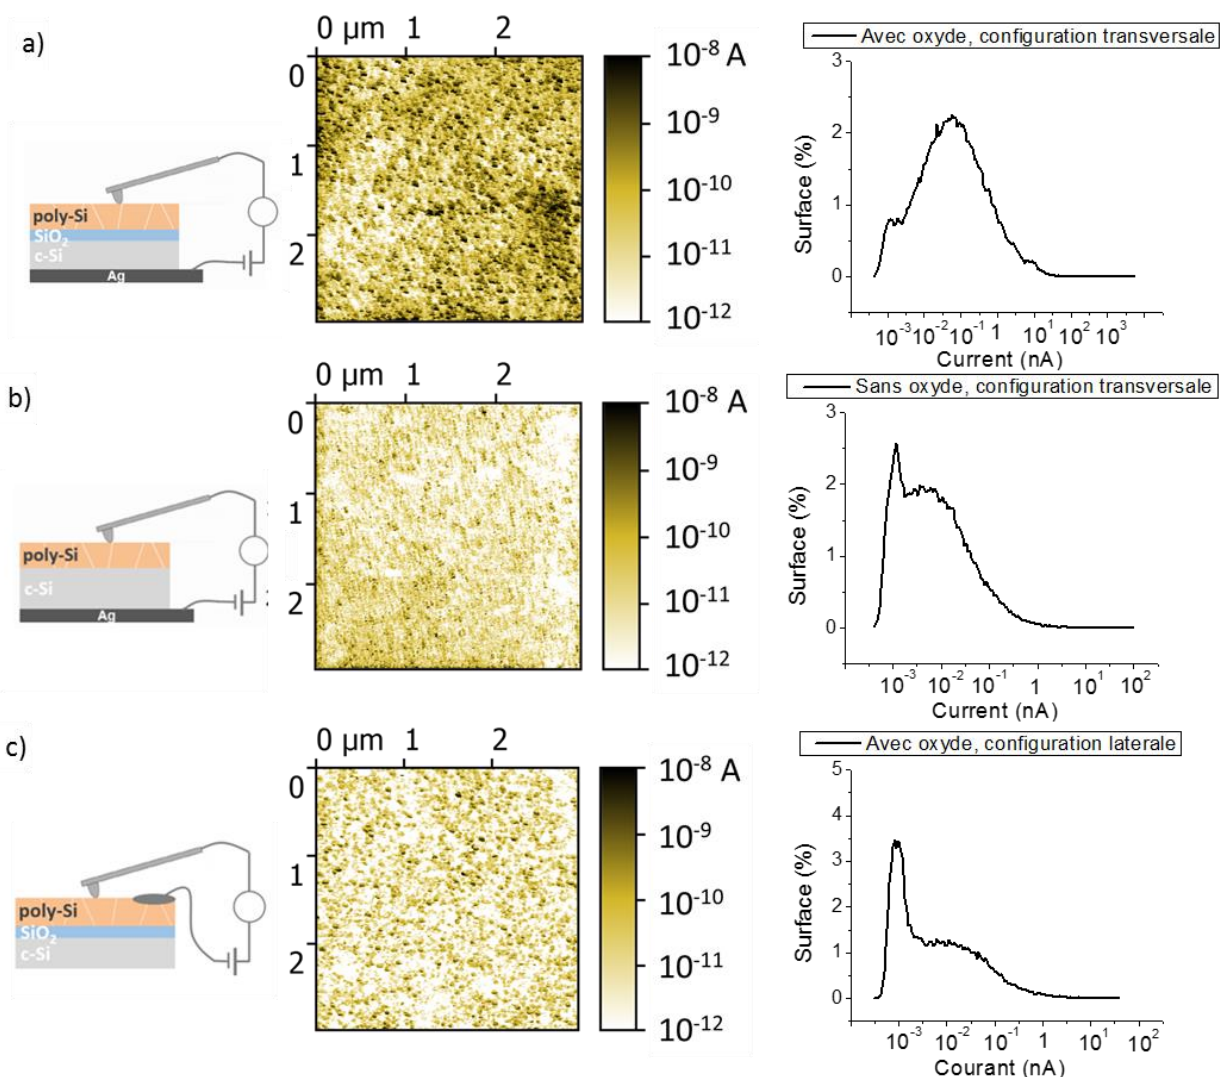 a)
0 µm 1 2
0
1
2
10⁻⁸ A
10⁻⁹
10⁻¹⁰
10⁻¹¹
10⁻¹²
poly-Si
SiO₂
c-Si
Ag
Avec oxyde, configuration transversale
3
2
1
0
Surface (%)
10⁻³ 10⁻² 10⁻¹ 1 10¹ 10² 10³
Current (nA)
b)
0 µm 1 2
0
1
2
10⁻⁸ A
10⁻⁹
10⁻¹⁰
10⁻¹¹
10⁻¹²
poly-Si
c-Si
Ag
Sans oxyde, configuration transversale
3
2
1
0
Surface (%)
10⁻³ 10⁻² 10⁻¹ 1 10¹ 10²
Current (nA)
c)
0 µm 1 2
0
1
2
10⁻⁸ A
10⁻⁹
10⁻¹⁰
10⁻¹¹
10⁻¹²
poly-Si
SiO₂
c-Si
Avec oxyde, configuration laterale
5
4
3
2
1
0
Surface (%)
10⁻³ 10⁻² 10⁻¹ 1 10¹ 10²
Courant (nA)